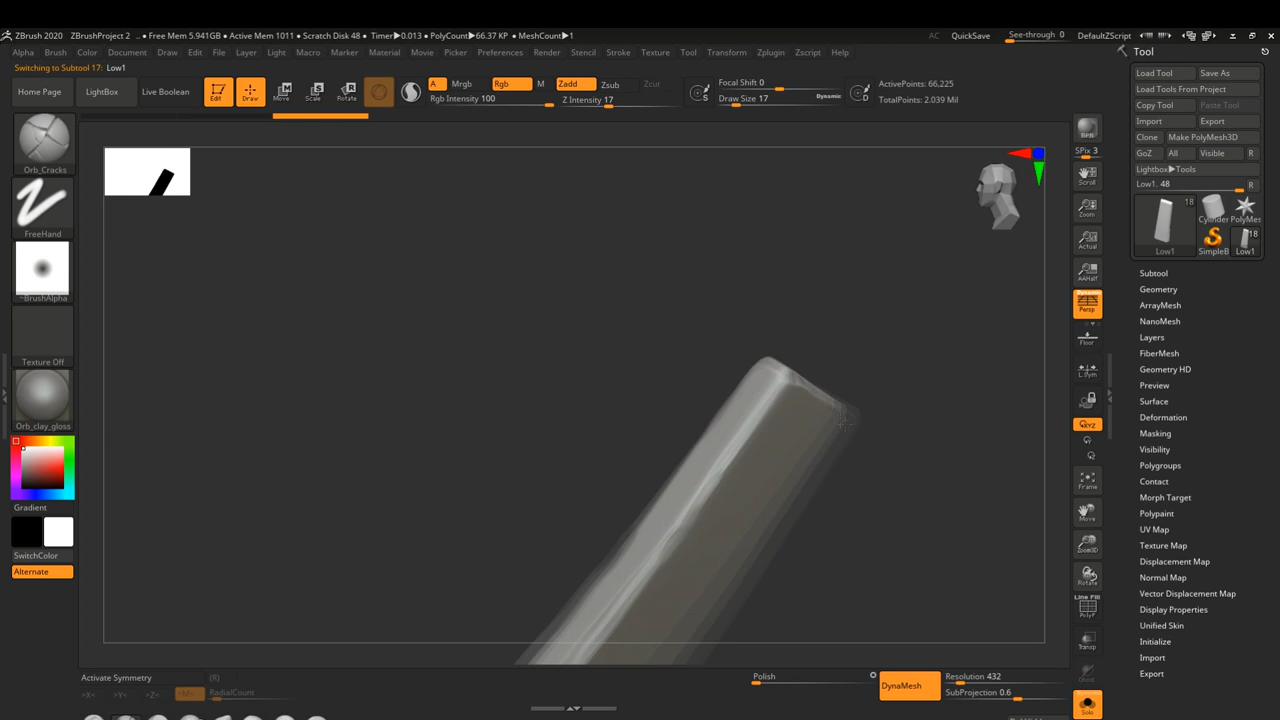 ZBrush 2020 ZBrushProject 2 .. • Free Mem 5.941GB • Active Mem 1011 • Scratch Disk 48 • Timer▶0.013 • PolyCount▶66.37 KP • MeshCount▶1 AC QuickSave See-through 0 DefaultZScript
Alpha Brush Color Document Draw Edit File Layer Light Macro Marker Material Movie Picker Preferences Render Stencil Stroke Texture Tool Transform Zplugin Zscript Help
Switching to Subtool 17: Low1
Home Page LightBox Live Boolean Edit Draw Move Scale Rotate
A Mrgb Rgb M Zadd Zsub Zcut
Rgb Intensity 100 Z Intensity 17
Focal Shift 0
Draw Size 17 Dynamic
S D
ActivePoints 66,225
TotalPoints 2.039 Mil
Orb_Cracks
FreeHand
~BrushAlpha
Texture Off
Orb_clay_gloss
Gradient
SwitchColor
Alternate
BPR
SPix 3
Scroll
Zoom
Actual
AAHalf
Dynamic
Persp
Floor
L.Sym
XYZ
Frame
Move
Zoom3D
Rotate
Line Fill
PolyF
Transp
Ghost
Dynamic
Solo
Tool
Load Tool Save As
Load Tools From Project
Copy Tool Paste Tool
Import Export
Clone Make PolyMesh3D
GoZ All Visible R
Lightbox▶Tools
Low1. 48 R
18
Cylinder PolyMes
18
Low1 SimpleB Low1
Subtool
Geometry
ArrayMesh
NanoMesh
Layers
FiberMesh
Geometry HD
Preview
Surface
Deformation
Masking
Visibility
Polygroups
Contact
Morph Target
Polypaint
UV Map
Texture Map
Displacement Map
Normal Map
Vector Displacement Map
Display Properties
Unified Skin
Initialize
Import
Export
Activate Symmetry (R)
>X< >Y< >Z< >M< RadialCount
Polish
DynaMesh
Resolution 432
SubProjection 0.6